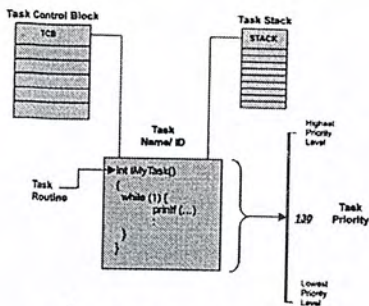 Task Control Block
TCB
Task Stack
STACK
Task
Name/ ID
Task
Routine
int MyTask()
{
while (1) {
printf (...)
:
}
}
Highest
Priority
Level
129
Task
Priority
Lowest
Priority
Level